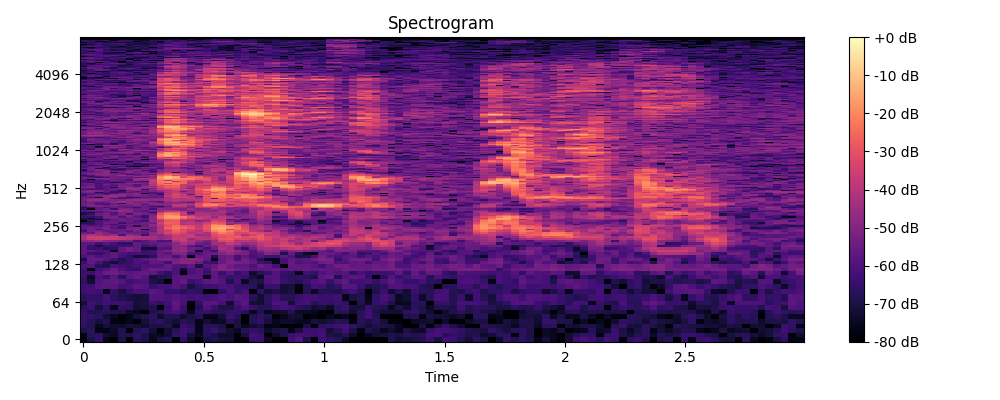 Spectrogram
Hz
4096
2048
1024
512
256
128
64
0
0
0.5
1
1.5
2
2.5
Time
+0 dB
-10 dB
-20 dB
-30 dB
-40 dB
-50 dB
-60 dB
-70 dB
-80 dB